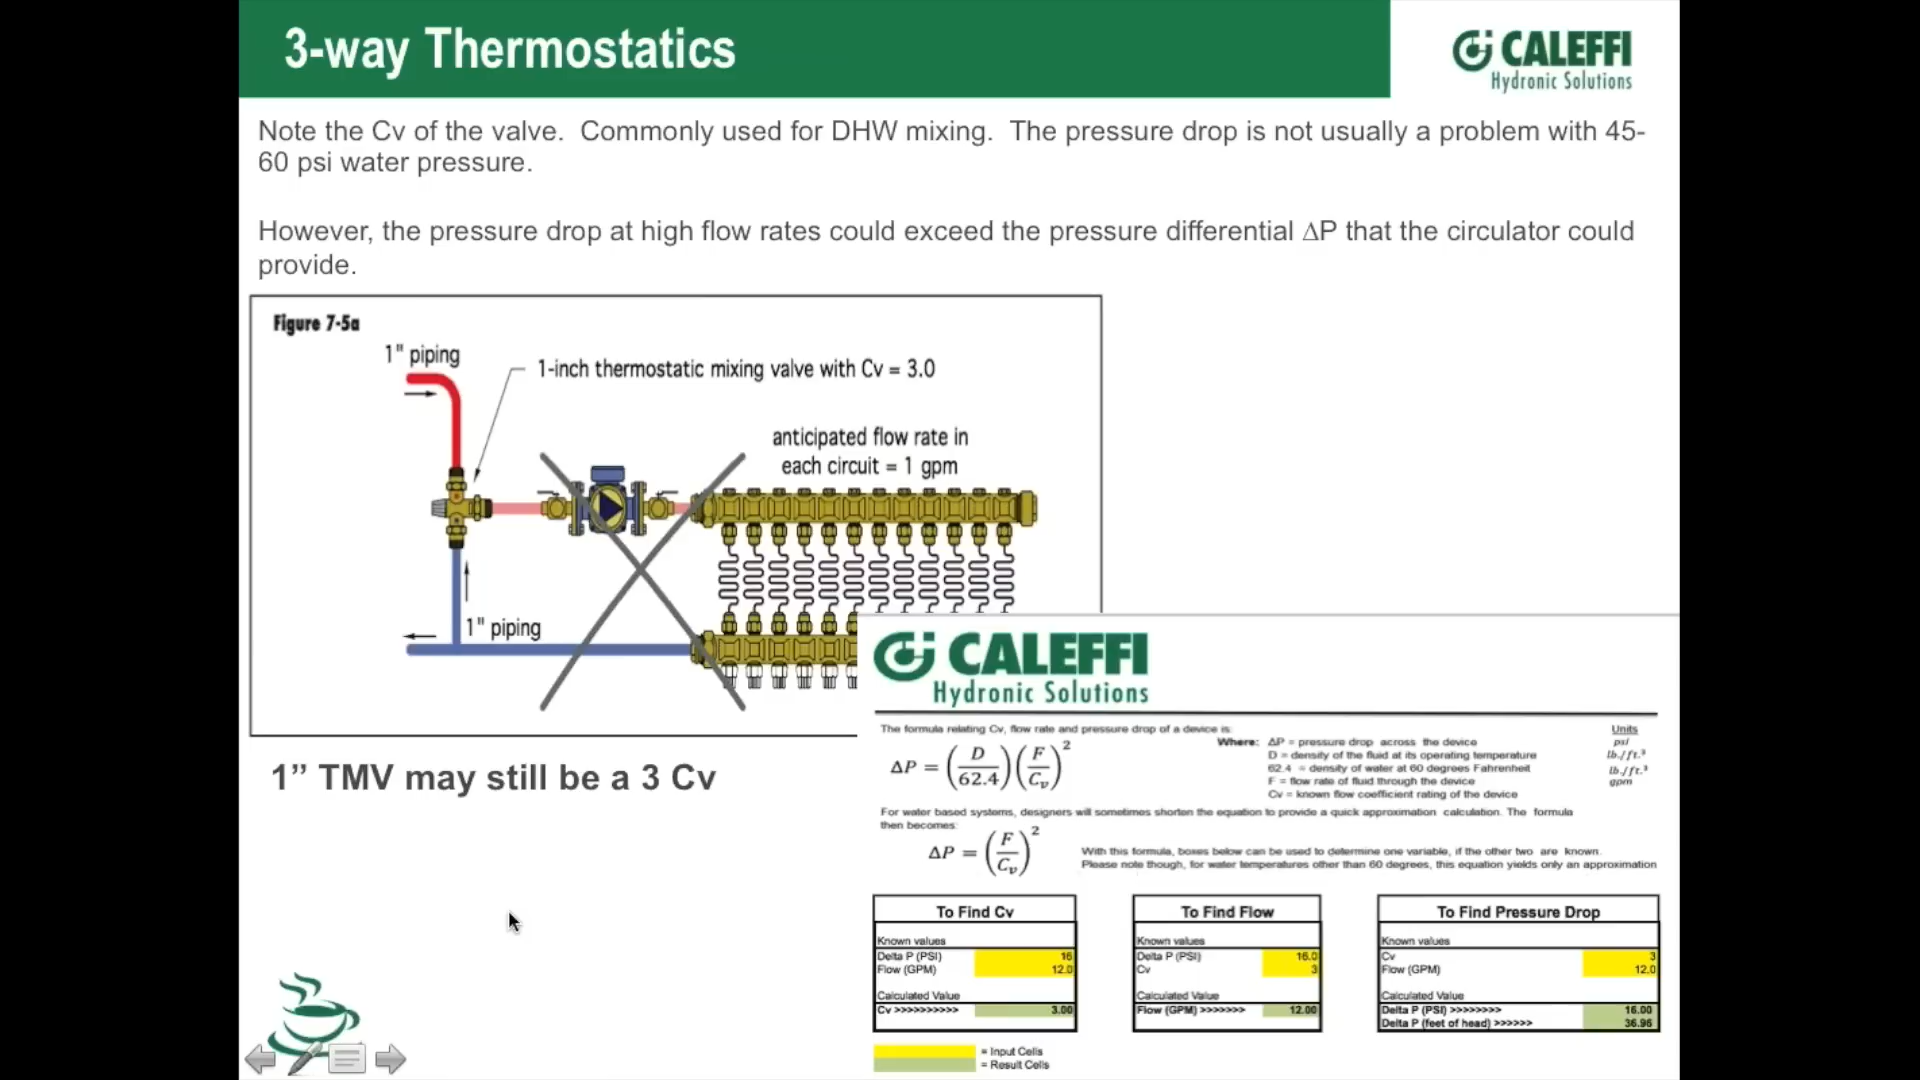 3-way Thermostatics
CALEFFI
Hydronic Solutions
Note the Cv of the valve.  Commonly used for DHW mixing.  The pressure drop is not usually a problem with 45-
60 psi water pressure.
However, the pressure drop at high flow rates could exceed the pressure differential ΔP that the circulator could
provide.
Figure 7-5a
1" piping
1-inch thermostatic mixing valve with Cv = 3.0
anticipated flow rate in
each circuit = 1 gpm
1" piping
1” TMV may still be a 3 Cv
CALEFFI
Hydronic Solutions
The formula relating Cv, flow rate and pressure drop of a device is:
ΔP = (D/62.4)(F/Cv)²
Where: ΔP = pressure drop across the device
D = density of the fluid at its operating temperature
62.4 = density of water at 60 degrees Fahrenheit
F = flow rate of fluid through the device
Cv = known flow coefficient rating of the device
Units
psi
lb./ft.³
lb./ft.³
gpm
For water based systems, designers will sometimes shorten the equation to provide a quick approximation calculation. The formula
then becomes:
ΔP = (F/Cv)²
With this formula, boxes below can be used to determine one variable, if the other two are known.
Please note though, for water temperatures other than 60 degrees, this equation yields only an approximation
To Find Cv
Known values
Delta P (PSI) 16
Flow (GPM) 12.0
Calculated Value
Cv >>>>>>>>>> 3.00
To Find Flow
Known values
Delta P (PSI) 16.0
Cv 3
Calculated Value
Flow (GPM) >>>>>>> 12.00
To Find Pressure Drop
Known values
Cv 3
Flow (GPM) 12.0
Calculated Value
Delta P (PSI) >>>>>>>> 16.00
Delta P (feet of head) >>>>>> 36.96
= Input Cells
= Result Cells